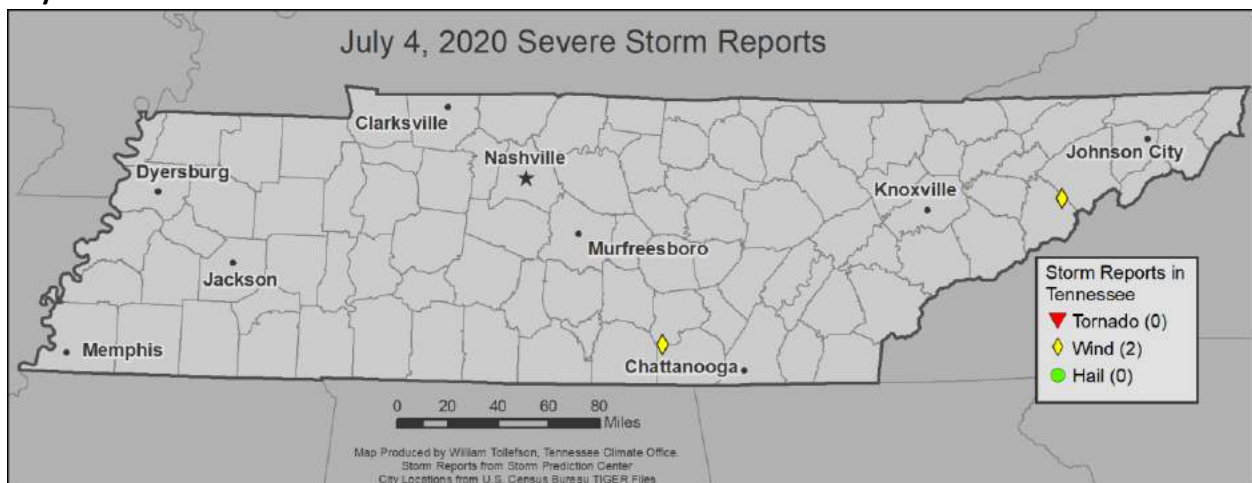 July 4, 2020 Severe Storm Reports
Clarksville
Nashville
Johnson City
Dyersburg
Knoxville
Murfreesboro
Jackson
Storm Reports in
Tennessee
Tornado (0)
Wind (2)
Hail (0)
Memphis
Chattanooga
0 20 40 60 80
Miles
Map Produced by William Tollefson, Tennessee Climate Office.
Storm Reports from Storm Prediction Center
City Locations from U.S. Census Bureau TIGER Files